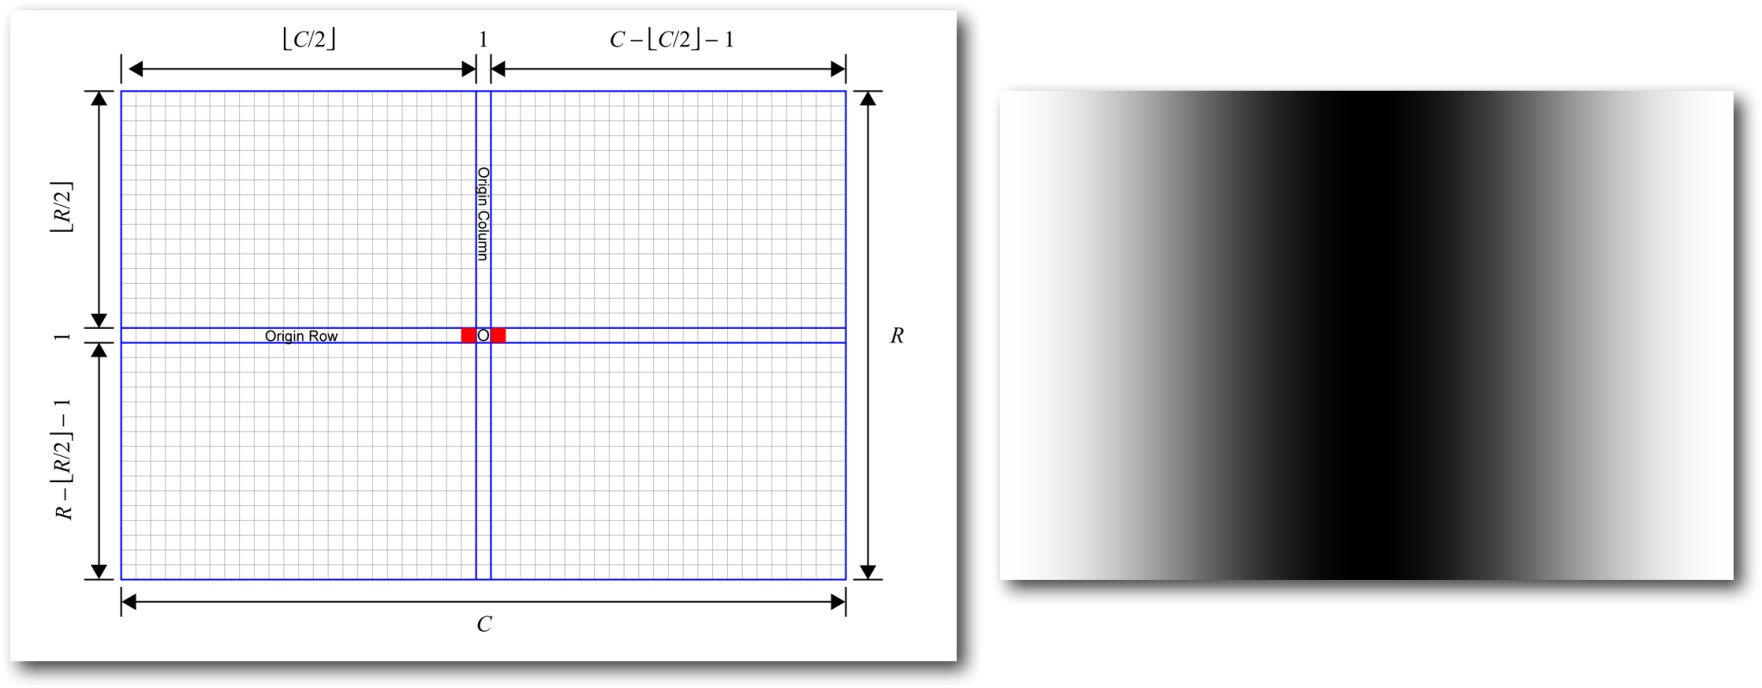 ⌊C/2⌋
1
C – ⌊C/2⌋ – 1
⌊R/2⌋
Origin Column
1
Origin Row
O
R
R – ⌊R/2⌋ – 1
C